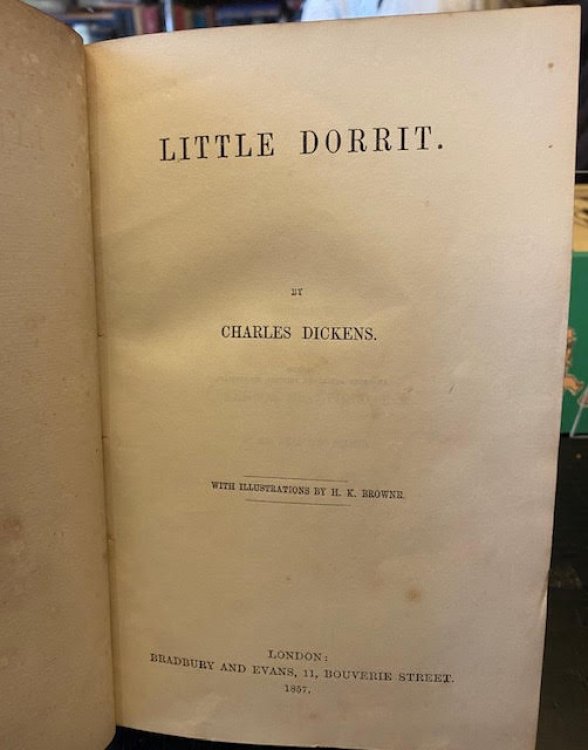 LITTLE DORRIT.
BY
CHARLES DICKENS.
WITH ILLUSTRATIONS BY H. K. BROWNE.
LONDON:
BRADBURY AND EVANS, 11, BOUVERIE STREET.
1857.